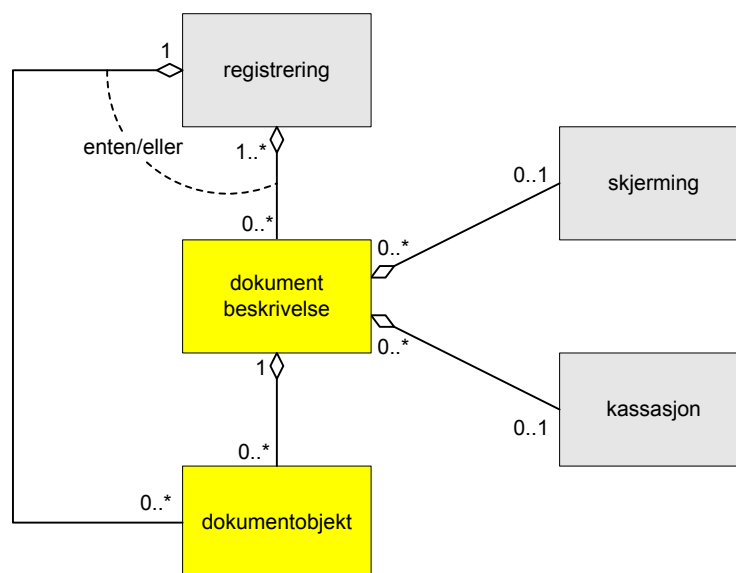 1
registrering
enten/eller
1..*
0..1
skjerming
0..*
0..*
dokument
beskrivelse
0..*
1
kassasjon
0..1
0..*
0..*
dokumentobjekt